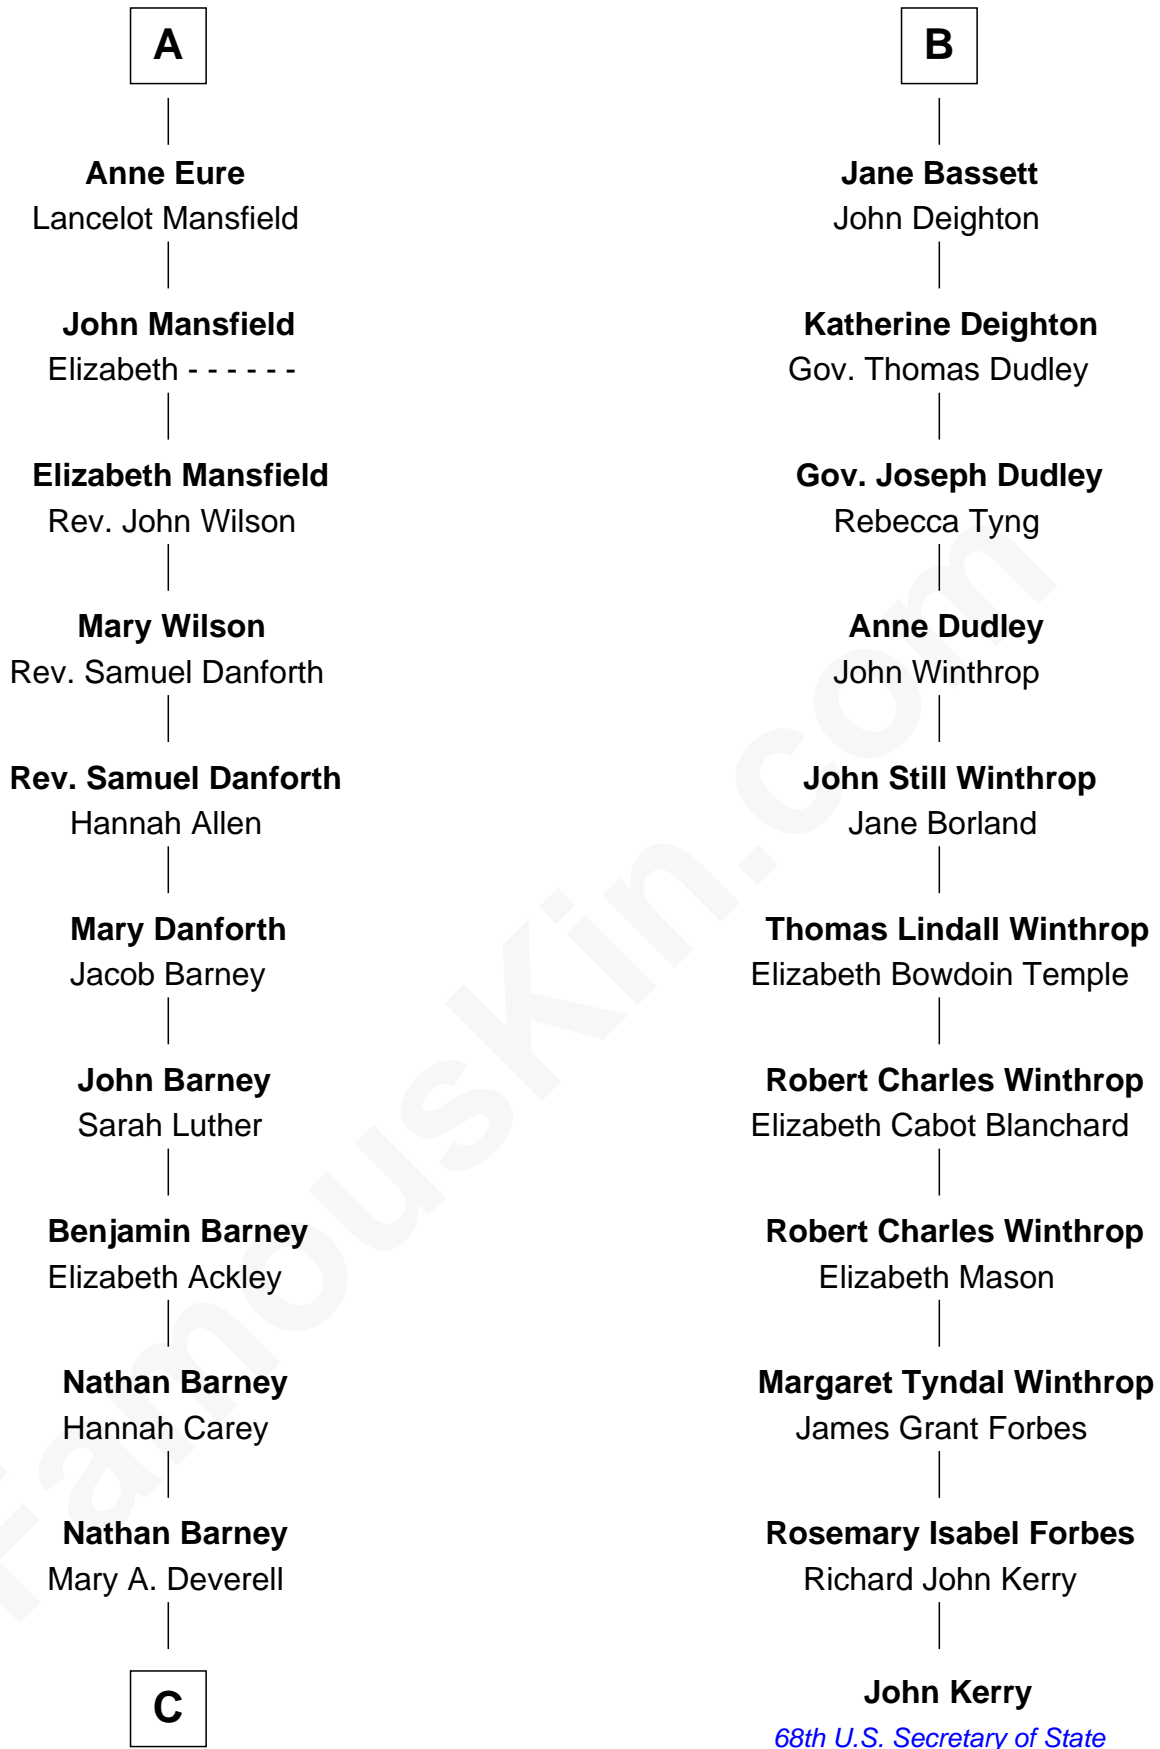 A
Anne Eure
Lancelot Mansfield
John Mansfield
Elizabeth - - - - - -
Elizabeth Mansfield
Rev. John Wilson
Mary Wilson
Rev. Samuel Danforth
Rev. Samuel Danforth
Hannah Allen
Mary Danforth
Jacob Barney
John Barney
Sarah Luther
Benjamin Barney
Elizabeth Ackley
Nathan Barney
Hannah Carey
Nathan Barney
Mary A. Deverell
C
B
Jane Bassett
John Deighton
Katherine Deighton
Gov. Thomas Dudley
Gov. Joseph Dudley
Rebecca Tyng
Anne Dudley
John Winthrop
John Still Winthrop
Jane Borland
Thomas Lindall Winthrop
Elizabeth Bowdoin Temple
Robert Charles Winthrop
Elizabeth Cabot Blanchard
Robert Charles Winthrop
Elizabeth Mason
Margaret Tyndal Winthrop
James Grant Forbes
Rosemary Isabel Forbes
Richard John Kerry
John Kerry
68th U.S. Secretary of State
FamousKin.com